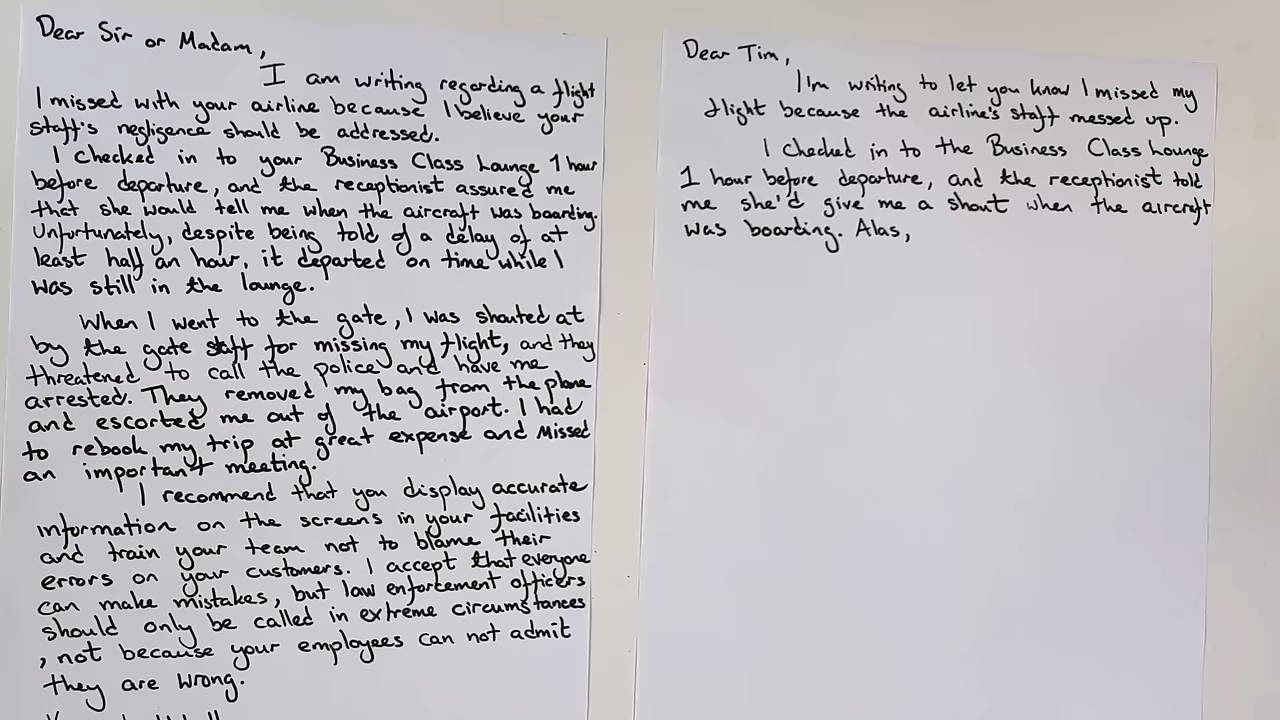 Dear Sir or Madam,
I am writing regarding a flight
I missed with your airline because I believe your
staff's negligence should be addressed.
I checked in to your Business Class Lounge 1 hour
before departure, and the receptionist assured me
that she would tell me when the aircraft was boarding.
Unfortunately, despite being told of a delay of at
least half an hour, it departed on time while I
was still in the lounge.
When I went to the gate, I was shouted at
by the gate staff for missing my flight, and they
threatened to call the police and have me
arrested. They removed my bag from the plane
and escorted me out of the airport. I had
to rebook my trip at great expense and missed
an important meeting.
I recommend that you display accurate
information on the screens in your facilities
and train your team not to blame their
errors on your customers. I accept that everyone
can make mistakes, but law enforcement officers
should only be called in extreme circumstances
, not because your employees can not admit
they are wrong.
Dear Tim,
I'm writing to let you know I missed my
flight because the airline's staff messed up.
I checked in to the Business Class Lounge
1 hour before departure, and the receptionist told
me she'd give me a shout when the aircraft
was boarding. Alas,